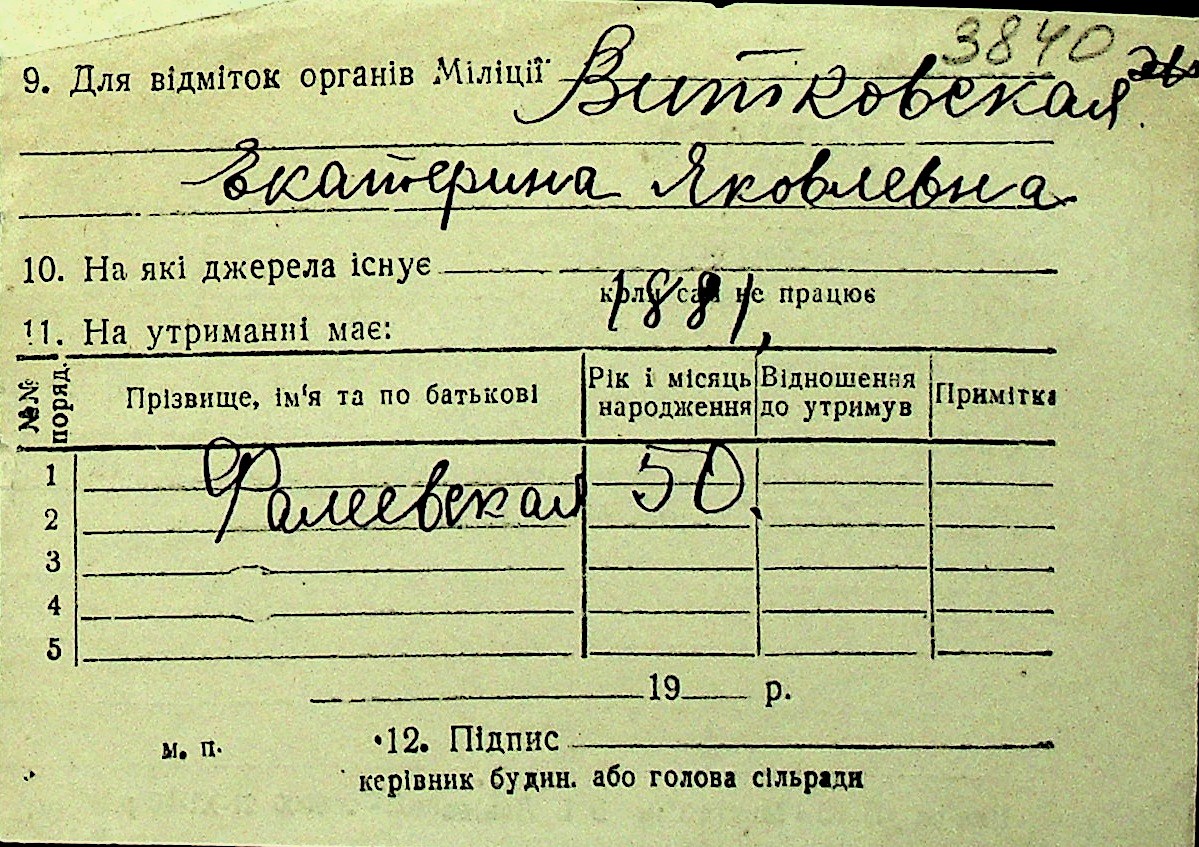 3840
9. Для відміток органів Міліції Витковская
Екатерина Яковлевна
10. На які джерела існує
коли сам не працює
1881,
11. На утриманні має:
№№ поряд.
Прізвище, ім'я та по батькові
Рік і місяць народження
Відношення до утримув
Примітка
1
Фалеевская 50.
2
3
4
5
19 р.
м. п.
12. Підпис
керівник будин. або голова сільради